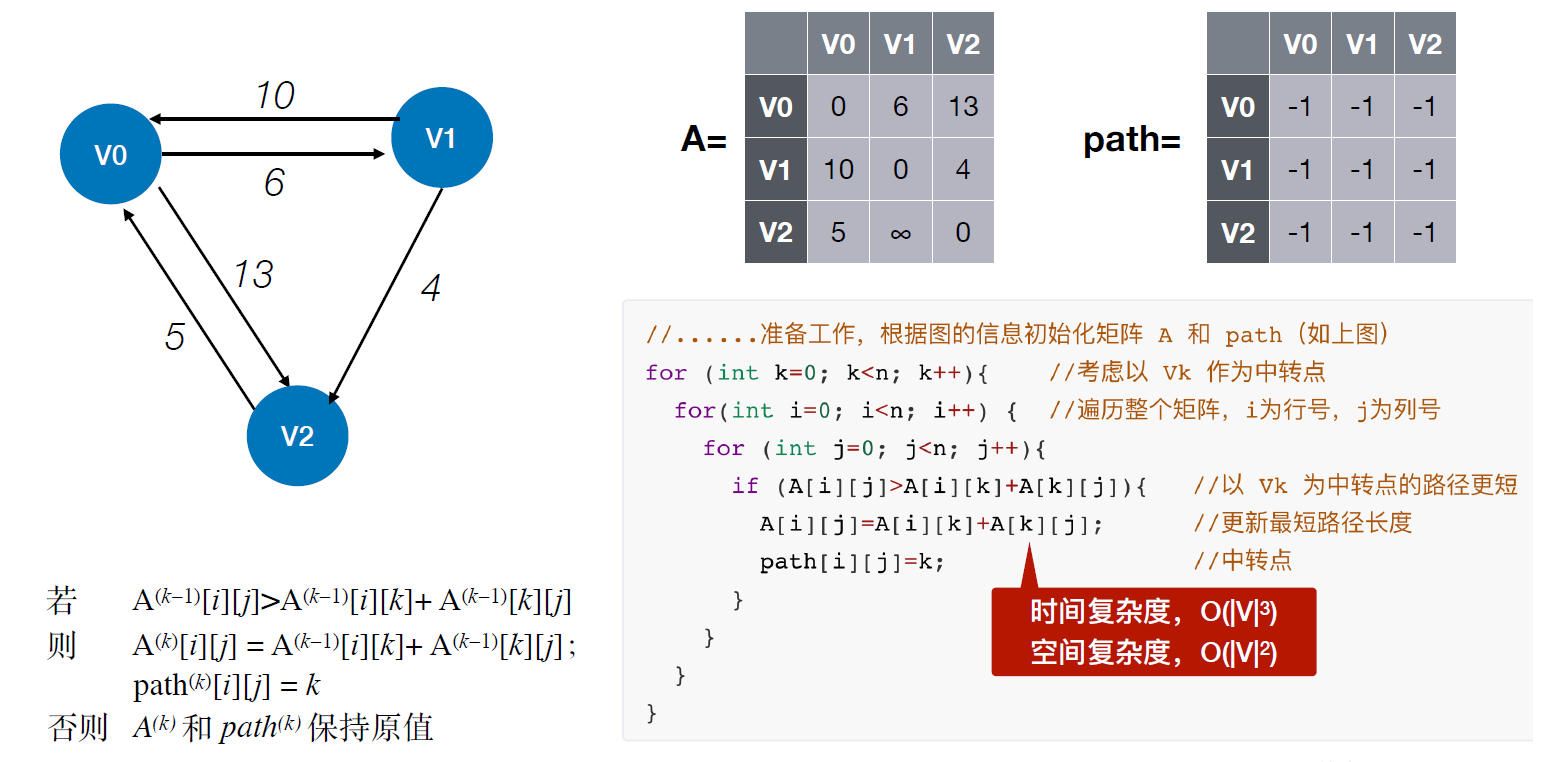 V0
V1
V2
10
6
13
5
4
A=
V0 V1 V2
V0 0 6 13
V1 10 0 4
V2 5 ∞ 0
path=
V0 V1 V2
V0 -1 -1 -1
V1 -1 -1 -1
V2 -1 -1 -1
//......准备工作，根据图的信息初始化矩阵 A 和 path（如上图）
for (int k=0; k<n; k++){ //考虑以 Vk 作为中转点
for(int i=0; i<n; i++) { //遍历整个矩阵，i为行号，j为列号
for (int j=0; j<n; j++){
if (A[i][j]>A[i][k]+A[k][j]){ //以 Vk 为中转点的路径更短
A[i][j]=A[i][k]+A[k][j]; //更新最短路径长度
path[i][j]=k; //中转点
}
}
}
}
时间复杂度，O(|V|³)
空间复杂度，O(|V|²)
若 A⁽ᵏ⁻¹⁾[i][j]>A⁽ᵏ⁻¹⁾[i][k]+ A⁽ᵏ⁻¹⁾[k][j]
则 A⁽ᵏ⁾[i][j] = A⁽ᵏ⁻¹⁾[i][k]+ A⁽ᵏ⁻¹⁾[k][j];
path⁽ᵏ⁾[i][j] = k
否则 A⁽ᵏ⁾ 和 path⁽ᵏ⁾ 保持原值